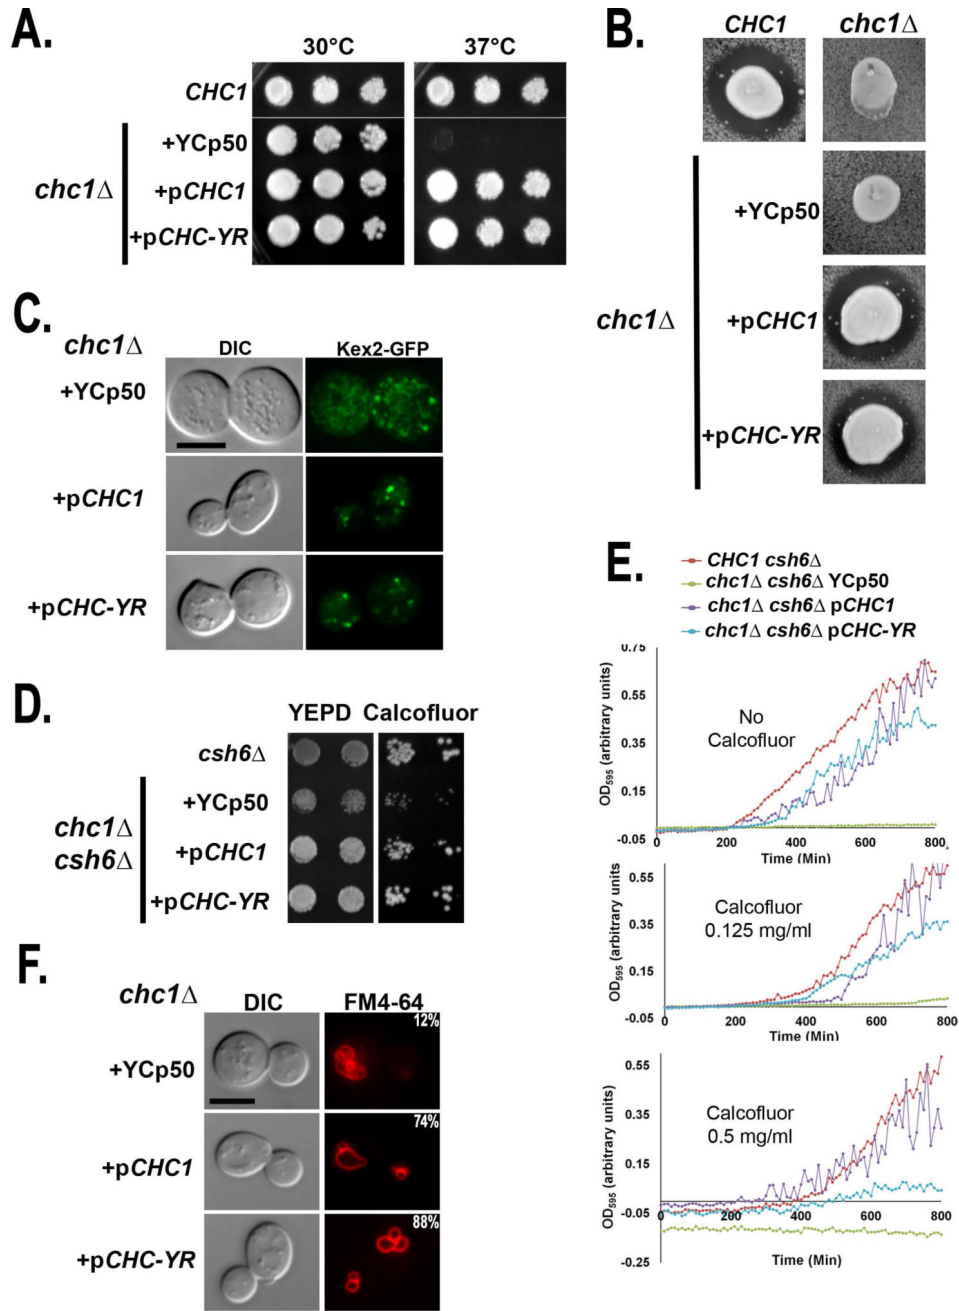 A.
30°C
37°C
CHC1
+YCp50
chc1Δ
+pCHC1
+pCHC-YR
B.
CHC1
chc1Δ
+YCp50
chc1Δ
+pCHC1
+pCHC-YR
C.
chc1Δ
DIC
Kex2-GFP
+YCp50
+pCHC1
+pCHC-YR
D.
YEPD
Calcofluor
csh6Δ
+YCp50
chc1Δ
csh6Δ
+pCHC1
+pCHC-YR
E.
CHC1 csh6Δ
chc1Δ csh6Δ YCp50
chc1Δ csh6Δ pCHC1
chc1Δ csh6Δ pCHC-YR
0.75
0.55
0.35
0.15
-0.05
OD595 (arbitrary units)
No
Calcofluor
0 200 400 600 800
Time (Min)
0.55
0.35
0.15
-0.05
OD595 (arbitrary units)
Calcofluor
0.125 mg/ml
0 200 400 600 800
Time (Min)
0.55
0.35
0.15
-0.05
-0.25
OD595 (arbitrary units)
Calcofluor
0.5 mg/ml
0 200 400 600 800
Time (Min)
F.
chc1Δ
DIC
FM4-64
+YCp50
12%
+pCHC1
74%
+pCHC-YR
88%